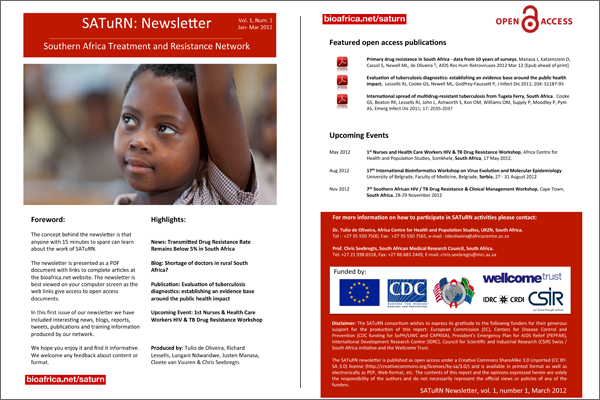 SATuRN: Newsletter
Vol. 1, Num. 1
Jan- Mar 2012
Southern Africa Treatment and Resistance Network
Foreword:
The concept behind the newsletter is that
anyone with 15 minutes to spare can learn
about the work of SATuRN.
The newsletter is presented as a PDF
document with links to complete articles at
the bioafrica.net website. The newsletter is
best viewed on your computer screen as the
web links give access to open access
documents.
In this first issue of our newsletter we have
included interesting news, blogs, reports,
tweets, publications and training information
produced by our network.
We hope you enjoy it and find it informative.
We welcome any feedback about content or
format.
bioafrica.net/saturn
Highlights:
News: Transmitted Drug Resistance Rate
Remains Below 5% in South Africa
Blog: Shortage of doctors in rural South
Africa?
Publication: Evaluation of tuberculosis
diagnostics: establishing an evidence base
around the public health impact
Upcoming Event: 1st Nurses & Health Care
Workers HIV & TB Drug Resistance Workshop
Produced by: Tulio de Oliveira, Richard
Lessells, Lungani Ndwandwe, Justen Manasa,
Cloete van Vuuren & Chris Seebregts
bioafrica.net/saturn
OPEN ACCESS
Featured open access publications
Primary drug resistance in South Africa - data from 10 years of surveys. Manasa J, Katzenstein D,
Cassol S, Newell ML, de Oliveira T, AIDS Res Hum Retroviruses 2012 Mar 12 [Epub ahead of print]
Evaluation of tuberculosis diagnostics: establishing an evidence base around the public health
impact. Lessells RJ, Cooke GS, Newell ML, Godfrey-Faussett P, J Infect Dis 2011; 204: S1187-95
International spread of multidrug-resistant tuberculosis from Tugela Ferry, South Africa. Cooke
GS, Beaton RK, Lessells RJ, John L, Ashworth S, Kon OM, Williams OM, Supply P, Moodley P, Pym
AS, Emerg Infect Dis 2011; 17: 2035-2037
Upcoming Events
May 2012 1st Nurses and Health Care Workers HIV & TB Drug Resistance Workshop, Africa Centre for
Health and Population Studies, Somkhele, South Africa, 17 May 2012.
Aug 2012 17th International BioInformatics Workshop on Virus Evolution and Molecular Epidemiology
University of Belgrade, Faculty of Medicine, Belgrade, Serbia, 27 - 31 August 2012
Nov 2012 7th Southern African HIV / TB Drug Resistance & Clinical Management Workshop, Cape Town,
South Africa, 28-29 November 2012
For more information on how to participate in SATuRN activities please contact:
Dr. Tulio de Oliveira, Africa Centre for Health and Population Studies, UKZN, South Africa.
Tel : +27 35 550 7500, Fax: +27 35 550 7565, e-mail : tdeoliveira@africacentre.ac.za
Prof. Chris Seebregts, South African Medical Research Council, South Africa.
Tel: +27 21 938 0318, Fax: +27 86 683 2449, E-mail: chris.seebregts@mrc.ac.za
Funded by:
CDC
wellcometrust
IDRC CRDI
CSIR
Disclaimer: The SATuRN consortium wishes to express its gratitude to the following funders for their generous
support for the production of this report: European Commission (EC), Centers for Disease Control and
Prevention (CDC funding for SHIPI/UWC and CAPRISA), President's Emergency Plan for AIDS Relief (PEPFAR),
International Development Research Centre (IDRC), Council for Scientific and Industrial Research (CSIR) Swiss /
South Africa Initiative and the Wellcome Trust.
The SATuRN newsletter is published as open access under a Creative Commons ShareAlike 3.0 Unported (CC BY-
SA 3.0) license (http://creativecommons.org/licenses/by-sa/3.0/) and is available in printed format as well as
electronically as PDF, Web-format, etc. The contents of this report and the opinions expressed herein are solely
the responsibility of the authors and do not necessarily represent the official views or policies of any of the
funders.
SATuRN Newsletter, vol. 1, number 1, March 2012